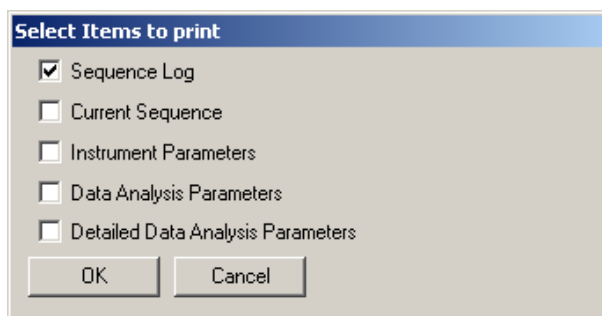 Select Items to print
Sequence Log
Current Sequence
Instrument Parameters
Data Analysis Parameters
Detailed Data Analysis Parameters
OK Cancel